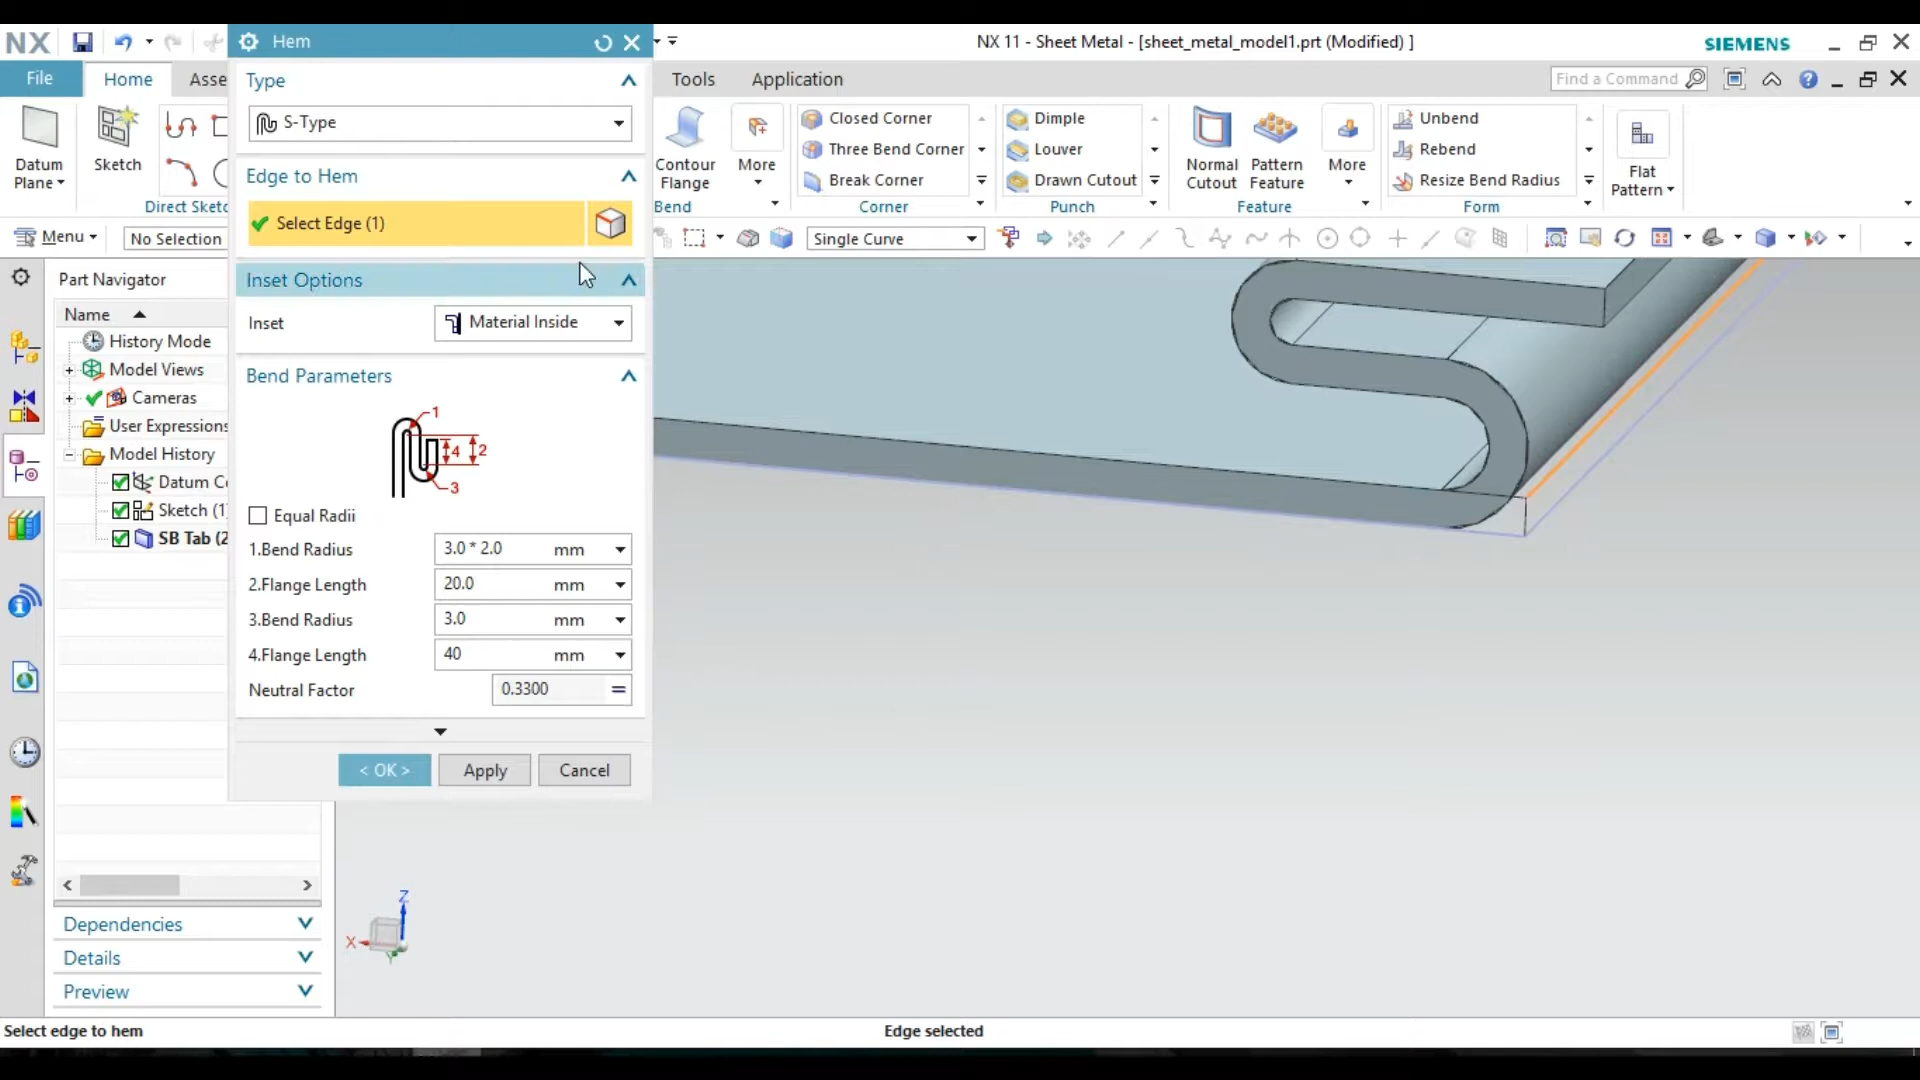 NX
Hem
NX 11 - Sheet Metal - [sheet_metal_model1.prt (Modified) ]
SIEMENS
File
Home
Asse
Tools
Application
Find a Command
Type
S-Type
Datum
Plane
Sketch
Direct Sketc
Contour
Flange
More
Bend
Closed Corner
Three Bend Corner
Break Corner
Corner
Dimple
Louver
Drawn Cutout
Punch
Normal
Cutout
Pattern
Feature
More
Feature
Unbend
Rebend
Resize Bend Radius
Form
Flat
Pattern
Menu
No Selection
Single Curve
Edge to Hem
Select Edge (1)
Inset Options
Inset
Material Inside
Bend Parameters
1
4
2
3
Equal Radii
1.Bend Radius
3.0 * 2.0 mm
2.Flange Length
20.0 mm
3.Bend Radius
3.0 mm
4.Flange Length
40 mm
Neutral Factor
0.3300 =
< OK >
Apply
Cancel
Part Navigator
Name
History Mode
Model Views
Cameras
User Expressions
Model History
Datum C
Sketch (1)
SB Tab (2
Dependencies
Details
Preview
Z
X
Select edge to hem
Edge selected